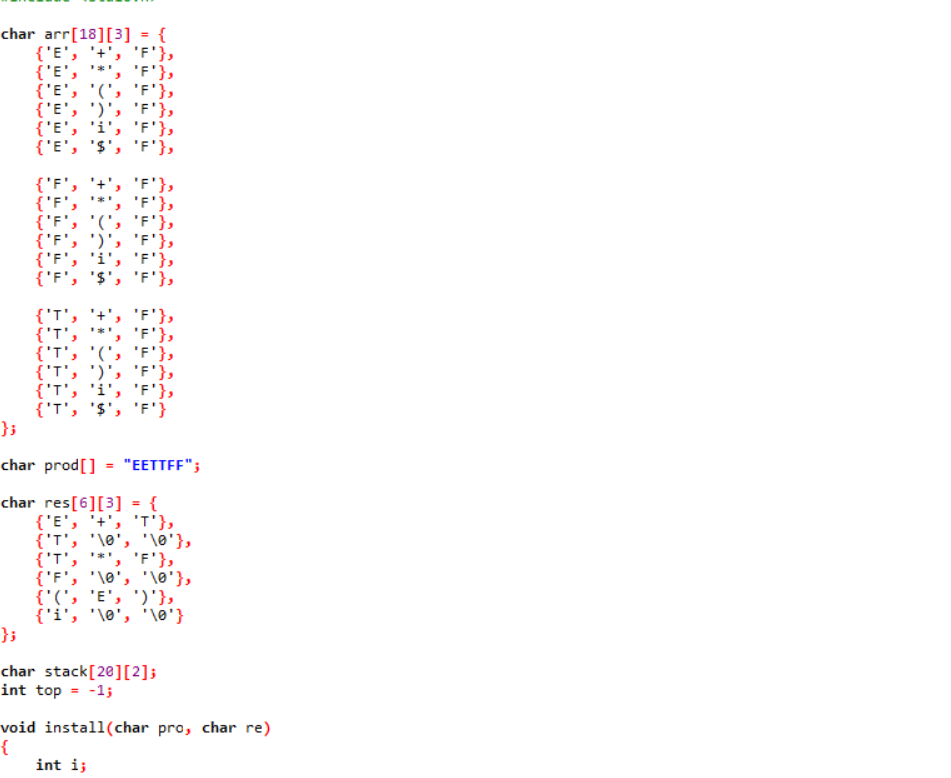 char arr[18][3] = {
    {'E', '+', 'F'},
    {'E', '*', 'F'},
    {'E', '(', 'F'},
    {'E', ')', 'F'},
    {'E', 'i', 'F'},
    {'E', '$', 'F'},

    {'F', '+', 'F'},
    {'F', '*', 'F'},
    {'F', '(', 'F'},
    {'F', ')', 'F'},
    {'F', 'i', 'F'},
    {'F', '$', 'F'},

    {'T', '+', 'F'},
    {'T', '*', 'F'},
    {'T', '(', 'F'},
    {'T', ')', 'F'},
    {'T', 'i', 'F'},
    {'T', '$', 'F'}
};

char prod[] = "EETTFF";

char res[6][3] = {
    {'E', '+', 'T'},
    {'T', '\0', '\0'},
    {'T', '*', 'F'},
    {'F', '\0', '\0'},
    {'(', 'E', ')'},
    {'i', '\0', '\0'}
};

char stack[20][2];
int top = -1;

void install(char pro, char re)
{
    int i;